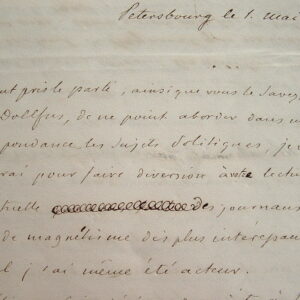 Petersbourg le 1. Mai
ut pris le parti, ainsi que vous le savez
Dollfus, de ne point aborder dans
pondance les sujets politiques, je
rai pour faire diversion à votre lectu
tuelle des journaux
de magnétisme des plus
l j'ai même été acteur.